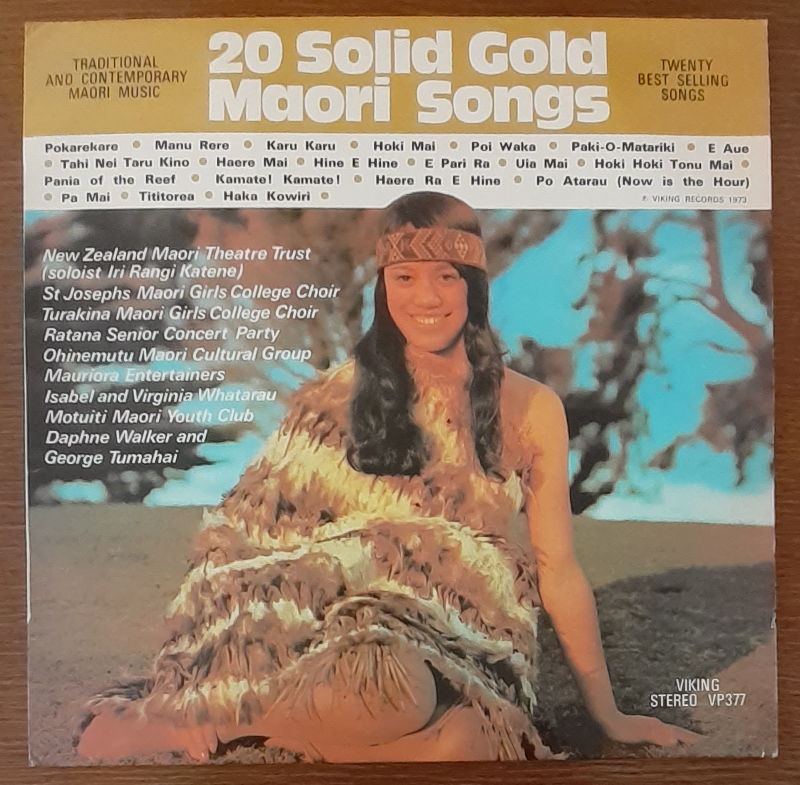 TRADITIONAL
AND CONTEMPORARY
MAORI MUSIC
20 Solid Gold
Maori Songs
TWENTY
BEST SELLING
SONGS
Pokarekare • Manu Rere • Karu Karu • Hoki Mai • Poi Waka • Paki-O-Matariki • E Aue
• Tahi Nei Taru Kino • Haere Mai • Hine E Hine • E Pari Ra • Uia Mai • Hoki Hoki Tonu Mai •
Pania of the Reef • Kamate! Kamate! • Haere Ra E Hine • Po Atarau (Now is the Hour)
• Pa Mai • Tititorea • Haka Kowiri •
℗ VIKING RECORDS 1973
New Zealand Maori Theatre Trust
(soloist Iri Rangi Katene)
St Josephs Maori Girls College Choir
Turakina Maori Girls College Choir
Ratana Senior Concert Party
Ohinemutu Maori Cultural Group
Mauriora Entertainers
Isabel and Virginia Whatarau
Motuiti Maori Youth Club
Daphne Walker and
George Tumahai
VIKING
STEREO VP377